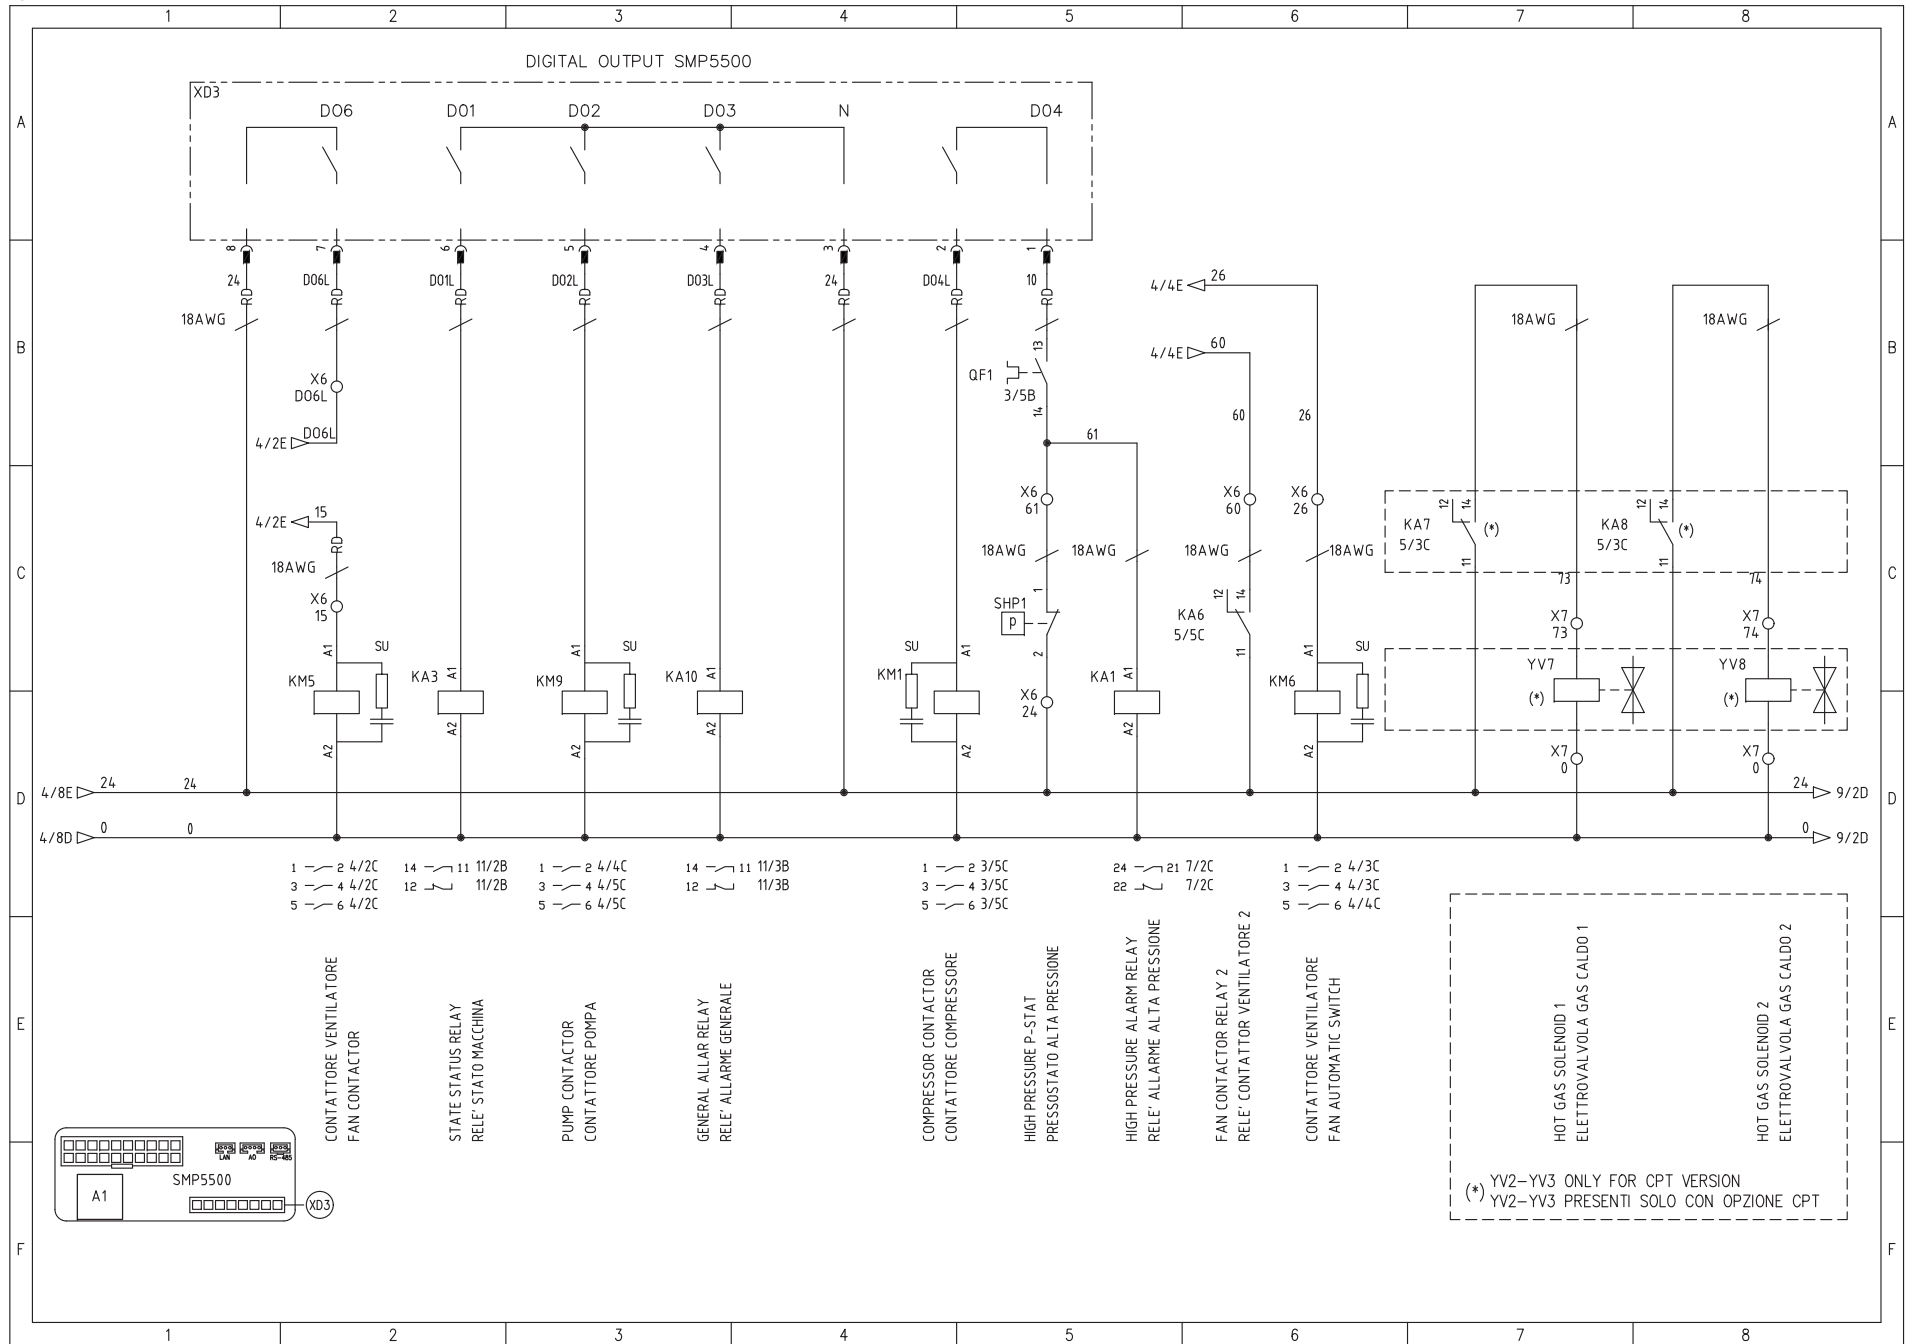 1 2 3 4 5 6 7 8
DIGITAL OUTPUT SMP5500
A
A
XD3
DO6 DO1 DO2 DO3 N DO4
8 7 6 5 4 3 2 1
24 DO6L DO1L DO2L DO3L 24 DO4L 10
RD RD RD RD RD RD RD RD
18AWG
4/4E 26
18AWG
18AWG
B
B
4/4E 60
13
QF1
3/5B
14
X6
DO6L
60
26
4/2E DO6L
61
C
C
X6
61
X6
60
X6
26
12 14
KA7
5/3C
(*)
11
12 14
KA8
5/3C
(*)
11
4/2E 15
RD
18AWG
18AWG
18AWG
18AWG
18AWG
73
74
X6
15
1
SHP1
P
2
12 14
KA6
5/5C
11
X7
73
X7
74
A1
SU
KM5
A2
A1
KA3
A2
A1
SU
KM9
A2
A1
KA10
A2
SU
A1
KM1
A2
X6
24
A1
KA1
A2
A1
SU
KM6
A2
YV7
(*)
YV8
(*)
X7
0
X7
0
D
D
4/8E 24 24
24 9/2D
4/8D 0 0
0 9/2D
1 2 4/2C
3 4 4/2C
5 6 4/2C
14 11 11/2B
12 11/2B
1 2 4/4C
3 4 4/5C
5 6 4/5C
14 11 11/3B
12 11/3B
1 2 3/5C
3 4 3/5C
5 6 3/5C
24 21 7/2C
22 7/2C
1 2 4/3C
3 4 4/3C
5 6 4/4C
E
E
CONTATTORE VENTILATORE
FAN CONTACTOR
STATE STATUS RELAY
RELE' STATO MACCHINA
PUMP CONTACTOR
CONTATTORE POMPA
GENERAL ALLAR RELAY
RELE' ALLARME GENERALE
COMPRESSOR CONTACTOR
CONTATTORE COMPRESSORE
HIGH PRESSURE P-STAT
PRESSOSTATO ALTA PRESSIONE
HIGH PRESSURE ALARM RELAY
RELE' ALLARME ALTA PRESSIONE
FAN CONTACTOR RELAY 2
RELE' CONTATTOR VENTILATORE 2
CONTATTORE VENTILATORE
FAN AUTOMATIC SWITCH
HOT GAS SOLENOID 1
ELETTROVALVOLA GAS CALDO 1
HOT GAS SOLENOID 2
ELETTROVALVOLA GAS CALDO 2
LAN AO RS-485
SMP5500
A1
XD3
(*) YV2-YV3 ONLY FOR CPT VERSION
YV2-YV3 PRESENTI SOLO CON OPZIONE CPT
F
F
1 2 3 4 5 6 7 8